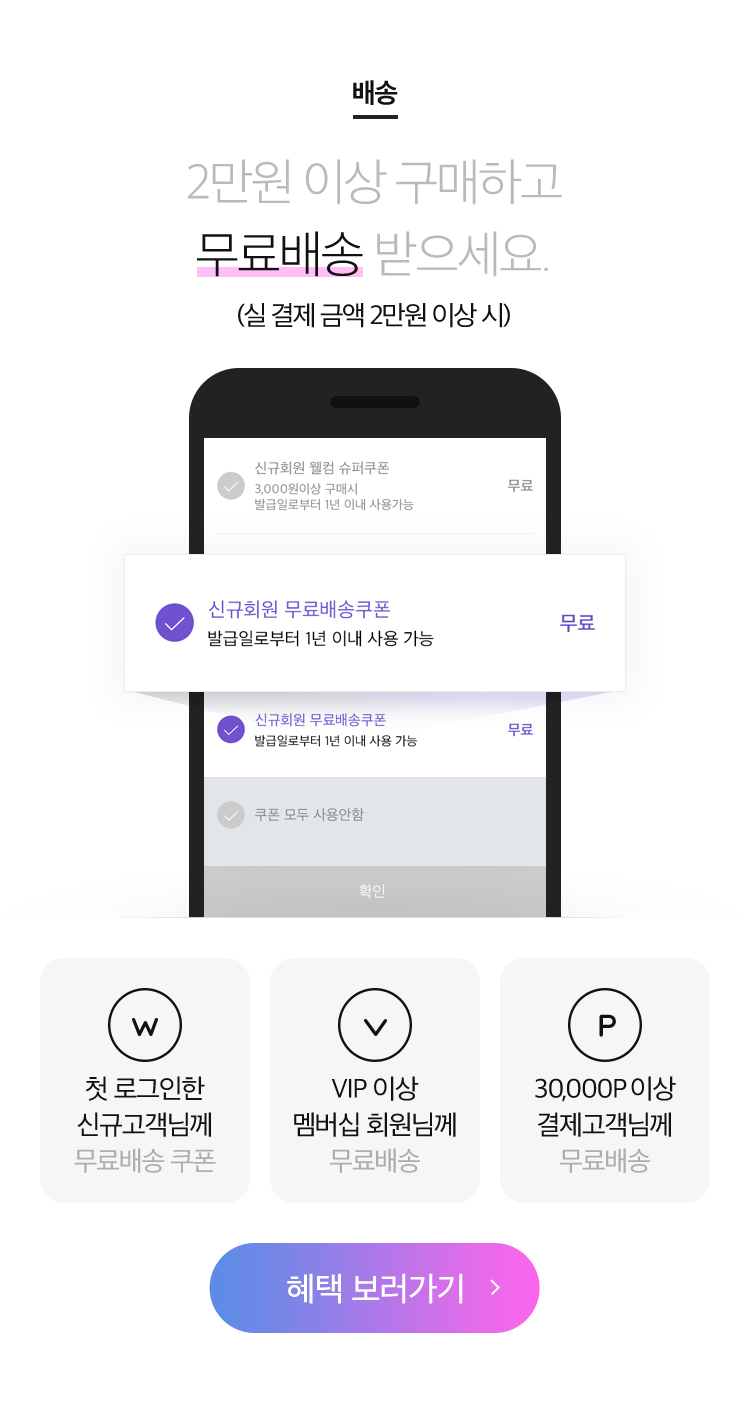 배송
2만원 이상 구매하고
무료배송 받으세요.
(실 결제 금액 2만원 이상 시)
신규회원 웰컴 슈퍼쿠폰
3,000원이상 구매시
발급일로부터 1년 이내 사용가능
무료
신규회원 무료배송쿠폰
발급일로부터 1년 이내 사용 가능
무료
신규회원 무료배송쿠폰
발급일로부터 1년 이내 사용 가능
무료
쿠폰 모두 사용안함
확인
W
첫 로그인한
신규고객님께
무료배송 쿠폰
V
VIP 이상
멤버십 회원님께
무료배송
P
30,000P 이상
결제고객님께
무료배송
혜택 보러가기 >